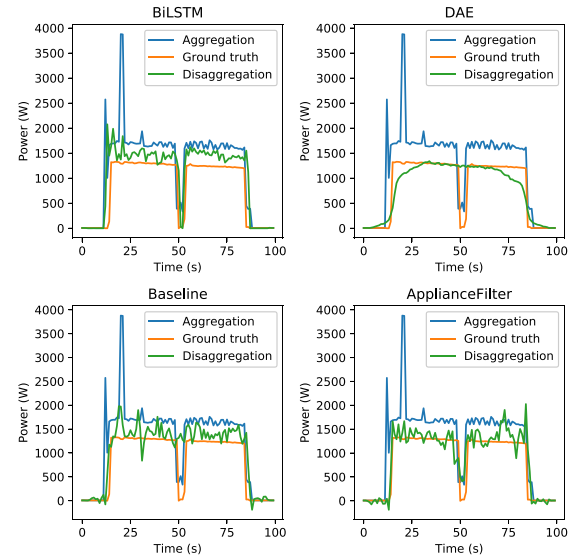 BiLSTM
4000
3500
3000
2500
2000
1500
1000
500
0
Power (W)
Aggregation
Ground truth
Disaggregation
0 25 50 75 100
Time (s)
DAE
4000
3500
3000
2500
2000
1500
1000
500
0
Power (W)
Aggregation
Ground truth
Disaggregation
0 25 50 75 100
Time (s)
Baseline
4000
3500
3000
2500
2000
1500
1000
500
0
Power (W)
Aggregation
Ground truth
Disaggregation
0 25 50 75 100
Time (s)
ApplianceFilter
4000
3500
3000
2500
2000
1500
1000
500
0
Power (W)
Aggregation
Ground truth
Disaggregation
0 25 50 75 100
Time (s)